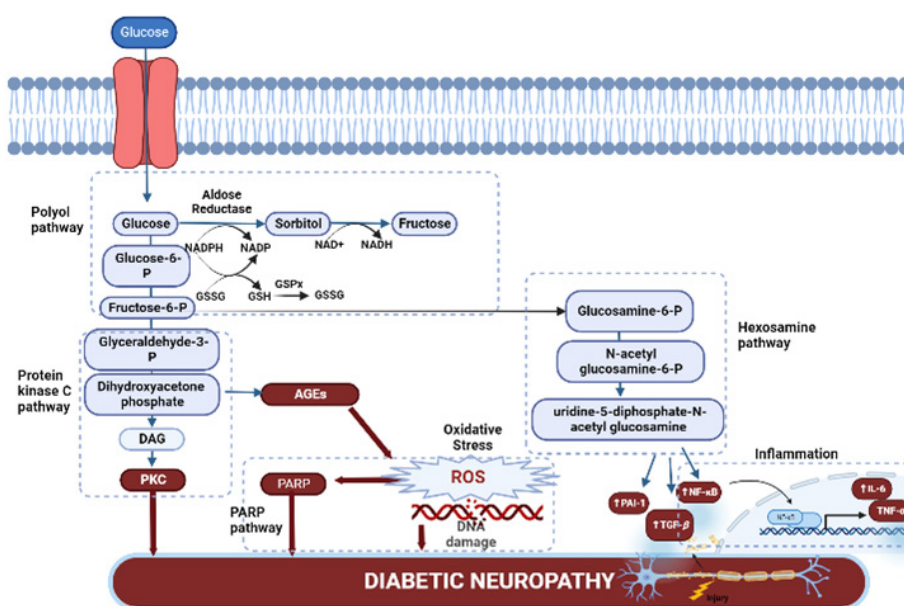 Glucose
Polyol
pathway
Aldose
Reductase
Glucose
Sorbitol
Fructose
NADPH
NADP
NAD+
NADH
Glucose-6-
P
GSSG
GSH
GSPx
GSSG
Fructose-6-P
Glucosamine-6-P
Hexosamine
pathway
N-acetyl
glucosamine-6-P
uridine-5-diphosphate-N-
acetyl glucosamine
Protein
kinase C
pathway
Glyceraldehyde-3-
P
Dihydroxyacetone
phosphate
AGEs
DAG
PKC
Oxidative
Stress
ROS
PARP
PARP
pathway
DNA
damage
Inflammation
↑PAI-1
↑NF-κB
↑TGF-β
NF-κB
↑IL-6
TNF-α
Injury
DIABETIC NEUROPATHY